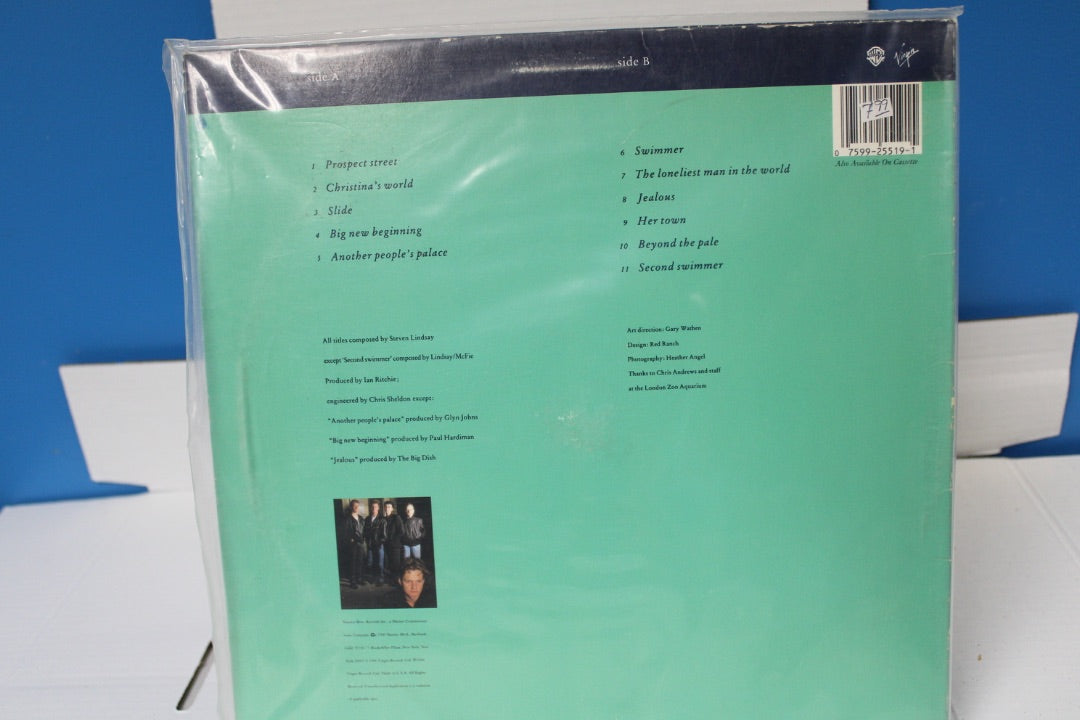 side A
side B
Virgin
7.99
0 7599-25519-1
Also Available On Cassette
1 Prospect street
2 Christina's world
3 Slide
4 Big new beginning
5 Another people's palace
6 Swimmer
7 The loneliest man in the world
8 Jealous
9 Her town
10 Beyond the pale
11 Second swimmer
All titles composed by Steven Lindsay
except 'Second swimmer' composed by Lindsay/McFie
Produced by Ian Ritchie;
engineered by Chris Sheldon except:
"Another people's palace" produced by Glyn Johns
"Big new beginning" produced by Paul Hardiman
"Jealous" produced by The Big Dish
Art direction: Gary Wathen
Design: Red Ranch
Photography: Heather Angel
Thanks to Chris Andrews and staff
at the London Zoo Aquarium